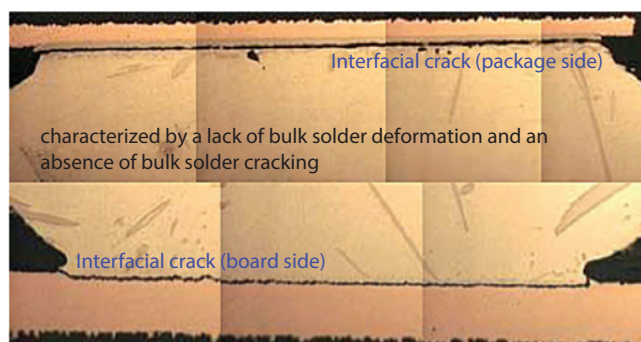 Interfacial crack (package side)
characterized by a lack of bulk solder deformation and an
absence of bulk solder cracking
Interfacial crack (board side)